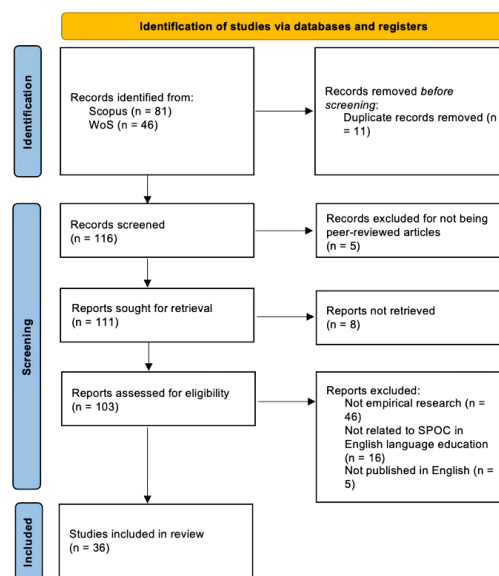 Identification of studies via databases and registers
Identification
Records identified from:
Scopus (n = 81)
WoS (n = 46)
Records removed before
screening:
Duplicate records removed (n
= 11)
Screening
Records screened
(n = 116)
Records excluded for not being
peer-reviewed articles
(n = 5)
Reports sought for retrieval
(n = 111)
Reports not retrieved
(n = 8)
Reports assessed for eligibility
(n = 103)
Reports excluded:
Not empirical research (n =
46)
Not related to SPOC in
English language education
(n = 16)
Not published in English (n =
5)
Included
Studies included in review
(n = 36)